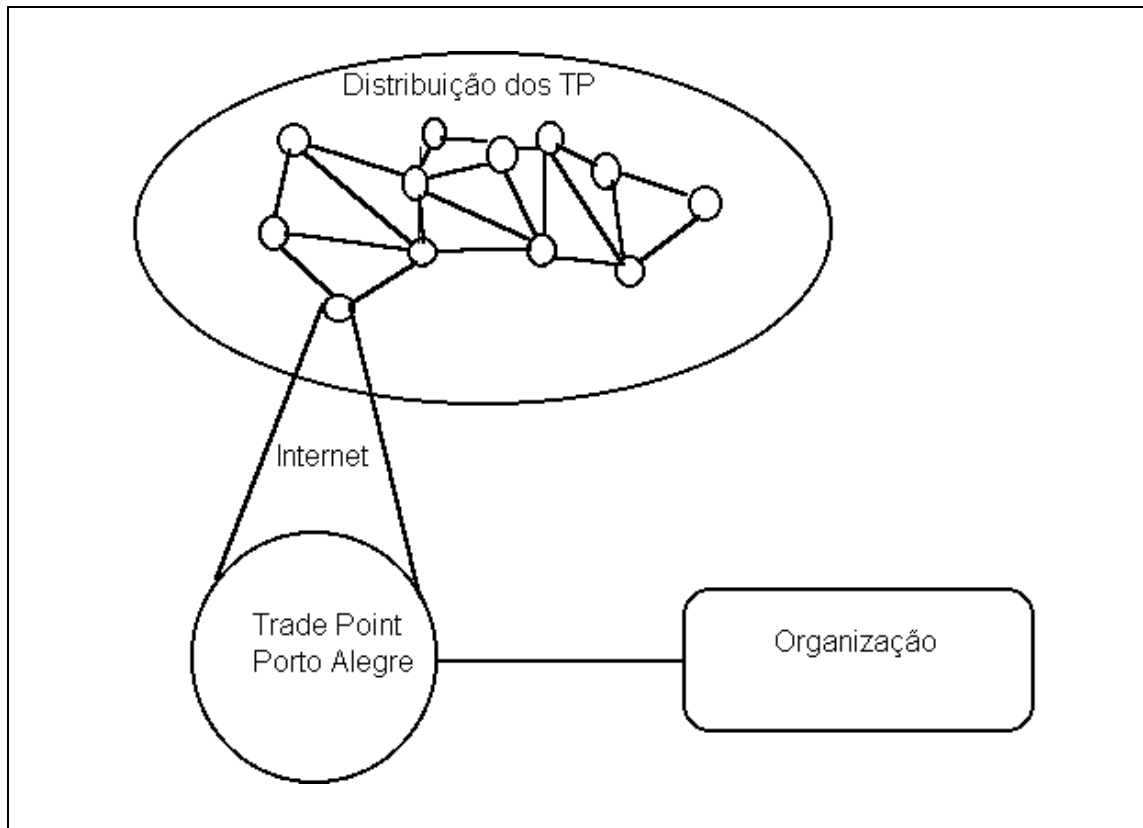 Distribuição dos TP
Internet
Trade Point
Porto Alegre
Organização